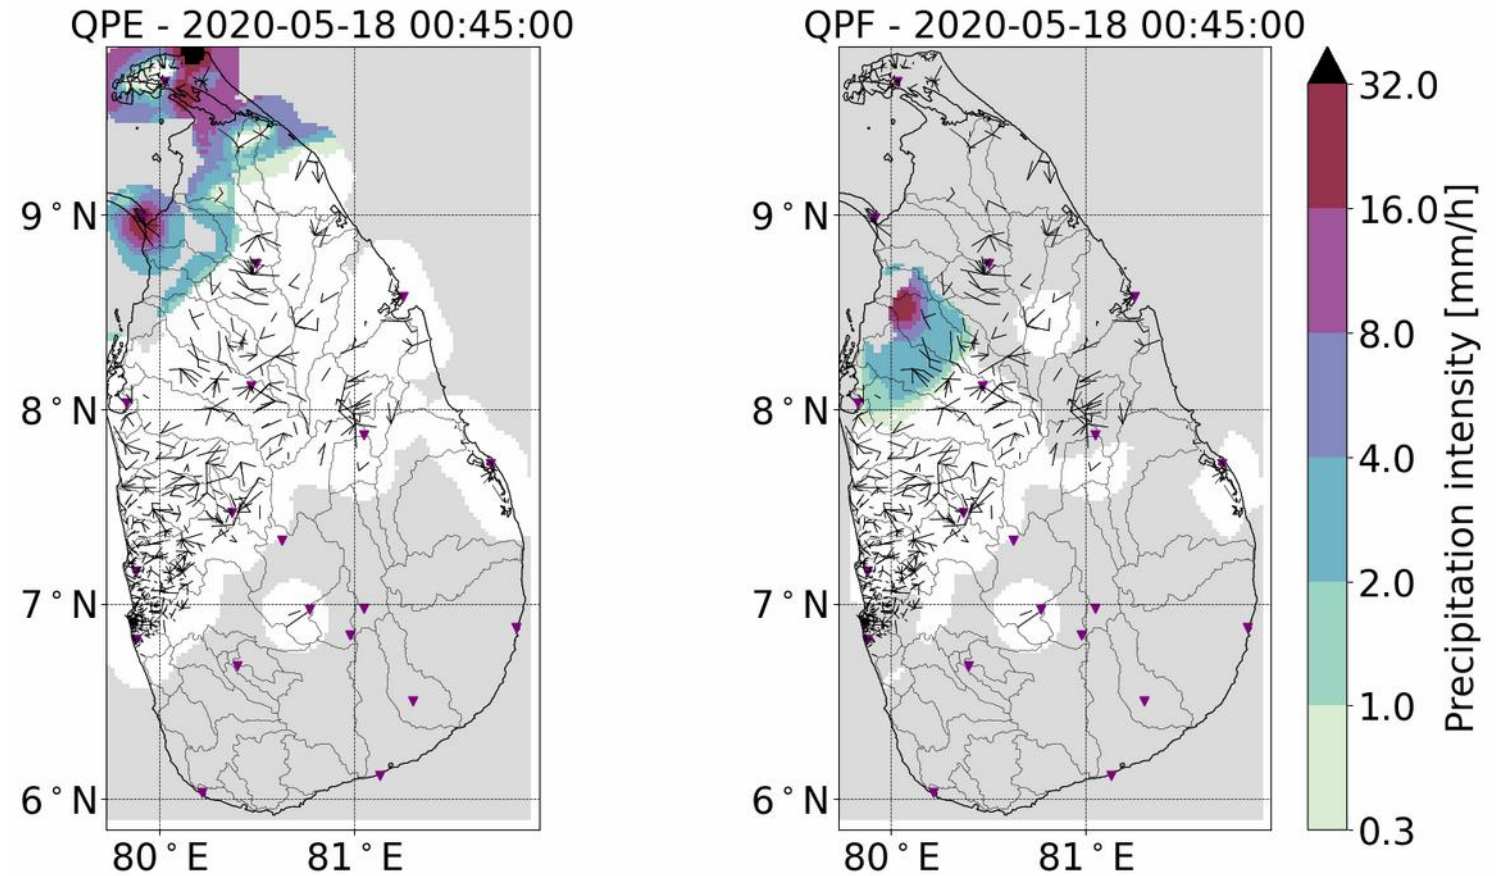 QPE - 2020-05-18 00:45:00
QPF - 2020-05-18 00:45:00
9°N
8°N
7°N
6°N
80°E
81°E
9°N
8°N
7°N
6°N
80°E
81°E
32.0
16.0
8.0
4.0
2.0
1.0
0.3
Precipitation intensity [mm/h]